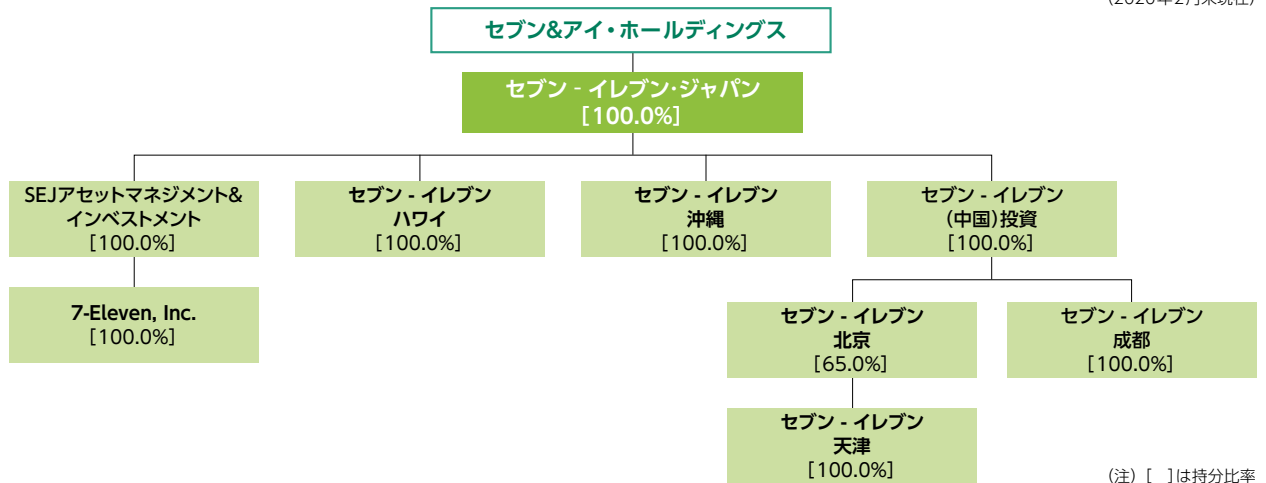 セブン&アイ・ホールディングス
セブン‐イレブン・ジャパン
[100.0%]
SEJアセットマネジメント&
インベストメント
[100.0%]
セブン‐イレブン
ハワイ
[100.0%]
セブン‐イレブン
沖縄
[100.0%]
セブン‐イレブン
(中国)投資
[100.0%]
7-Eleven, Inc.
[100.0%]
セブン‐イレブン
北京
[65.0%]
セブン‐イレブン
成都
[100.0%]
セブン‐イレブン
天津
[100.0%]
(注) [ ]は持分比率